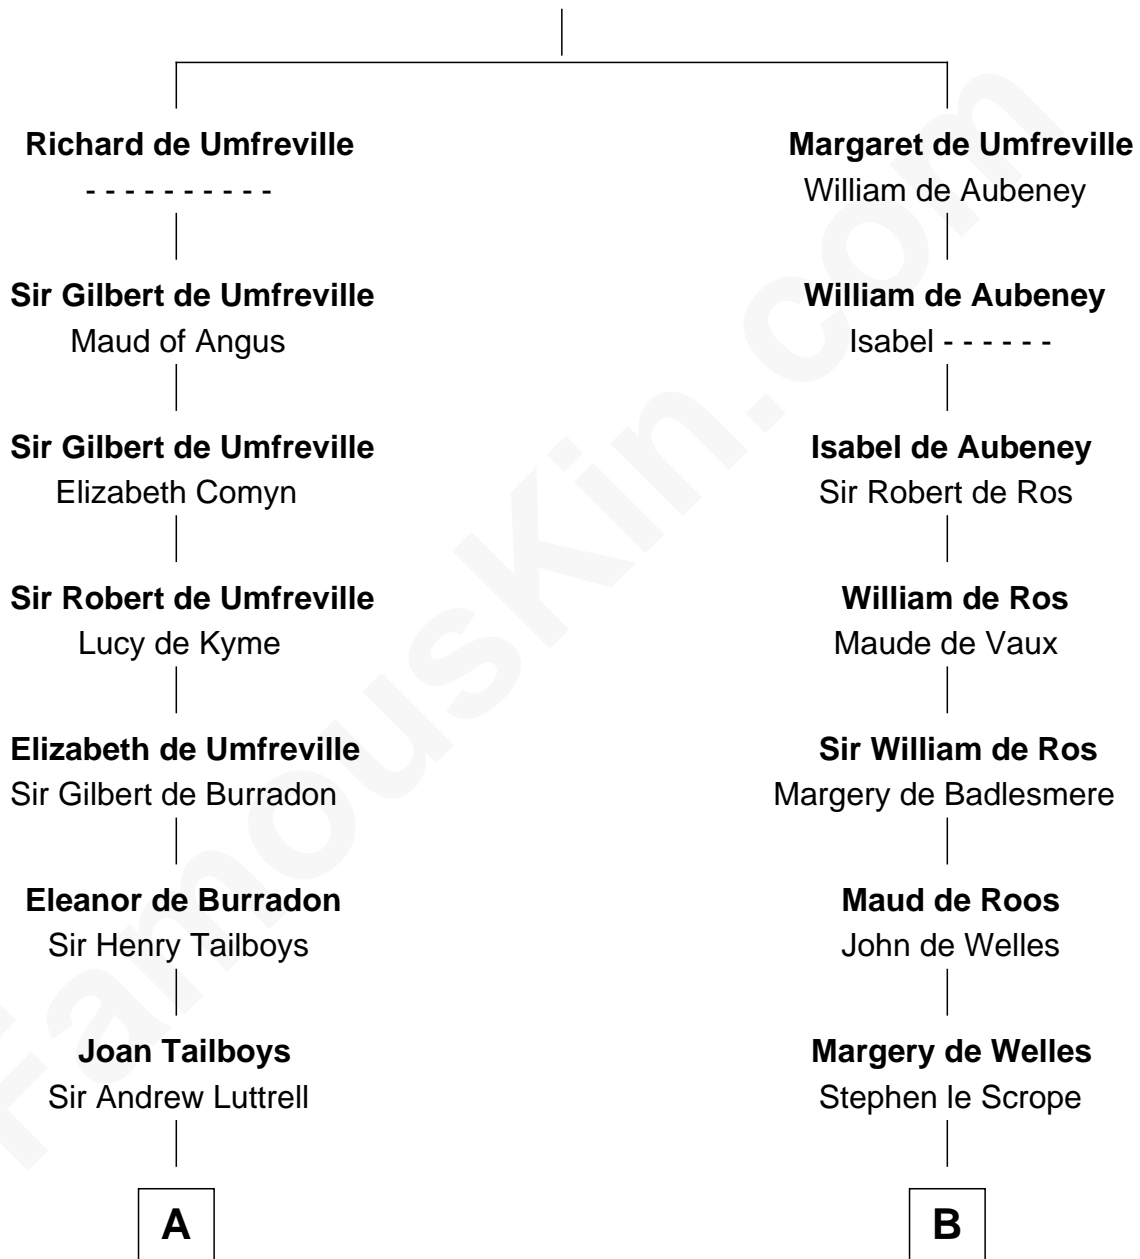 Richard de Umfreville
- - - - - - - - - -
Sir Gilbert de Umfreville
Maud of Angus
Sir Gilbert de Umfreville
Elizabeth Comyn
Sir Robert de Umfreville
Lucy de Kyme
Elizabeth de Umfreville
Sir Gilbert de Burradon
Eleanor de Burradon
Sir Henry Tailboys
Joan Tailboys
Sir Andrew Luttrell
A
Margaret de Umfreville
William de Aubeney
William de Aubeney
Isabel - - - - - -
Isabel de Aubeney
Sir Robert de Ros
William de Ros
Maude de Vaux
Sir William de Ros
Margery de Badlesmere
Maud de Roos
John de Welles
Margery de Welles
Stephen le Scrope
B
FamousKin.com